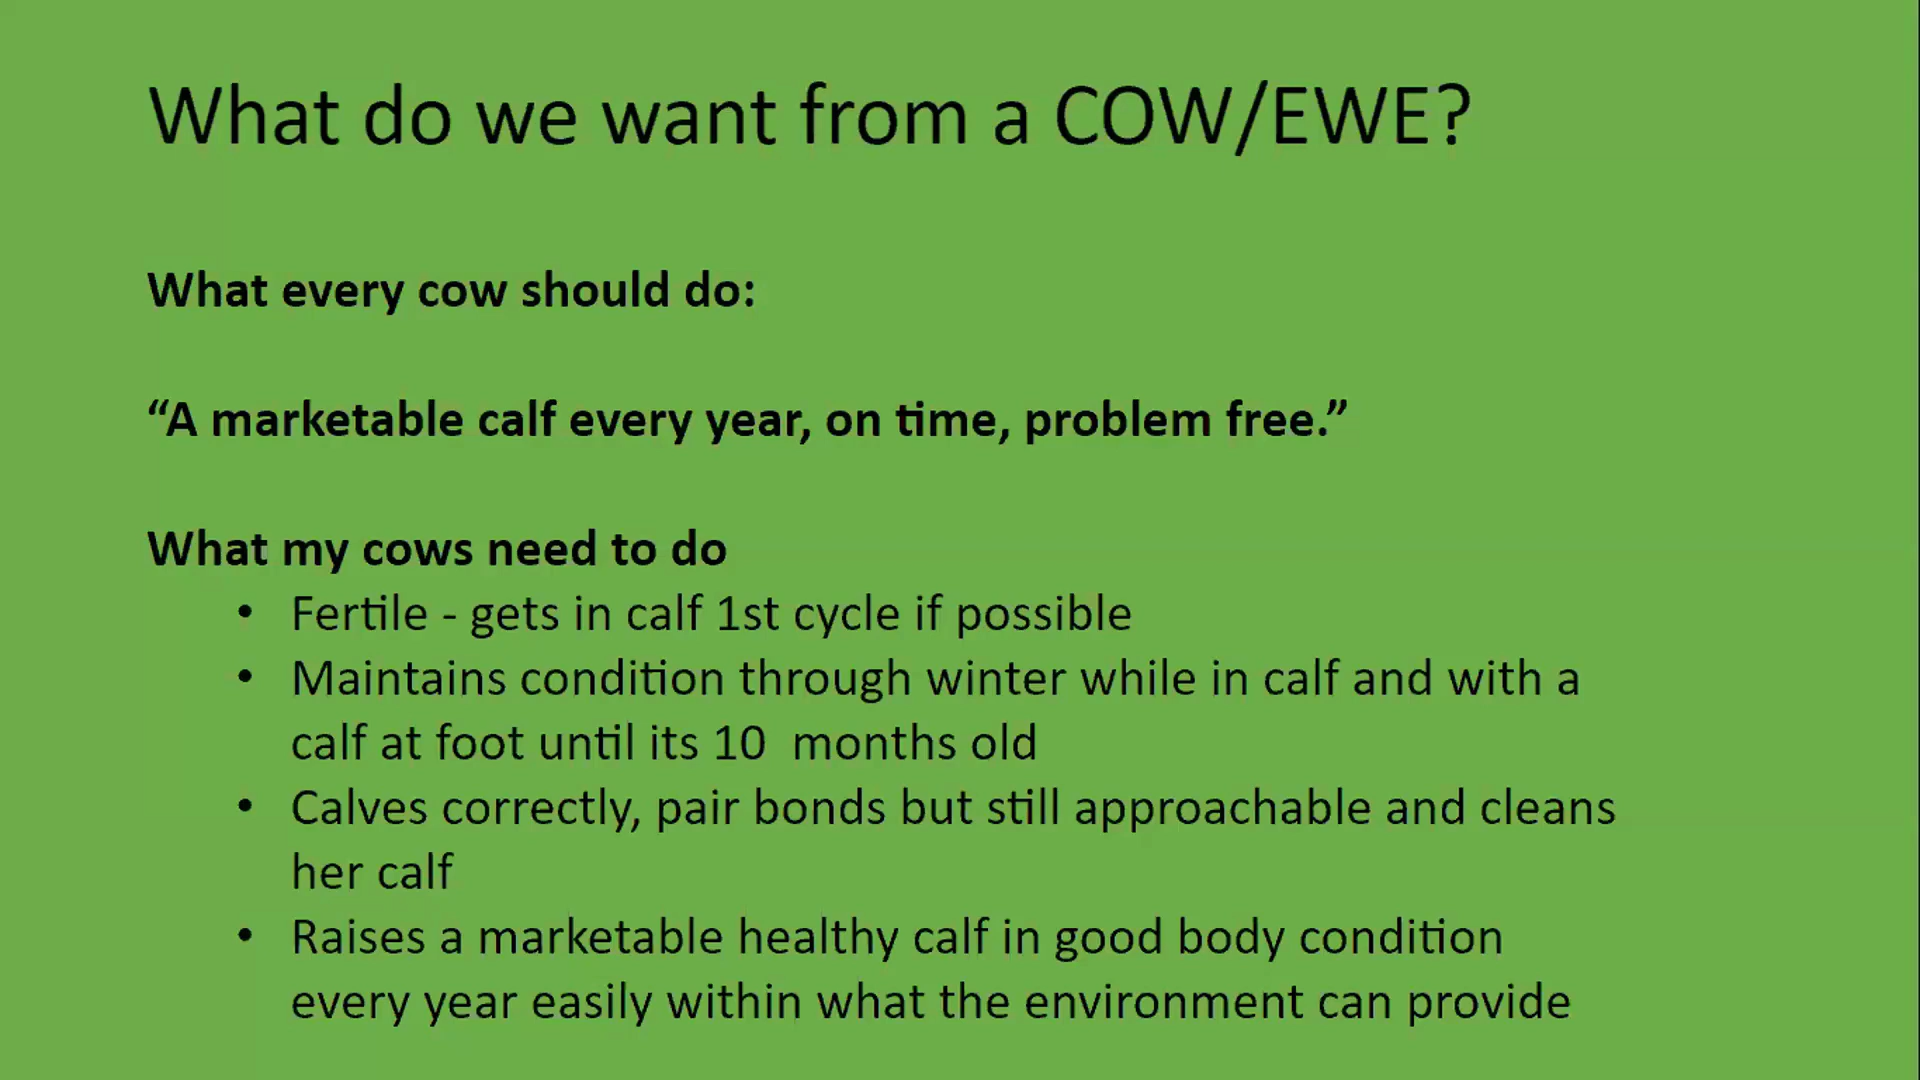 What do we want from a COW/EWE?
What every cow should do:
“A marketable calf every year, on time, problem free.”
What my cows need to do
• Fertile - gets in calf 1st cycle if possible
• Maintains condition through winter while in calf and with a
calf at foot until its 10  months old
• Calves correctly, pair bonds but still approachable and cleans
her calf
• Raises a marketable healthy calf in good body condition
every year easily within what the environment can provide